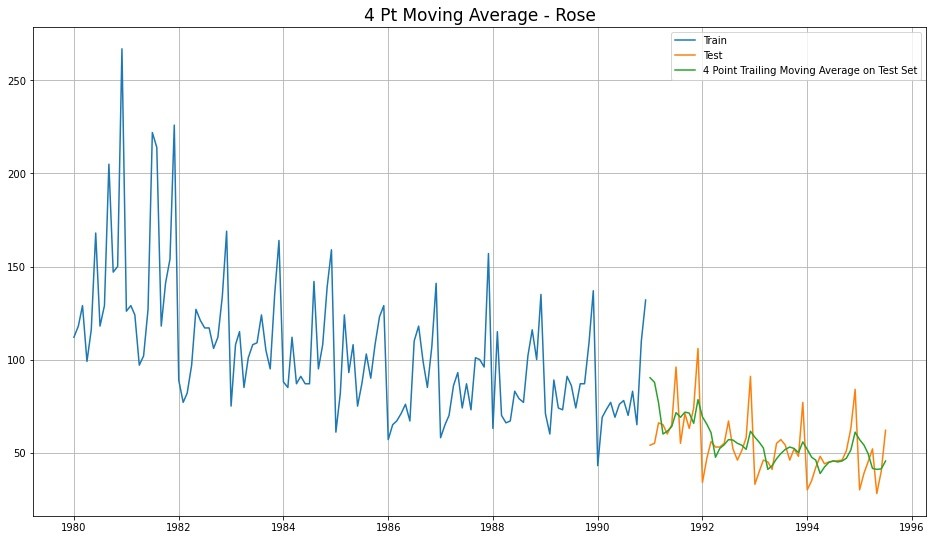 4 Pt Moving Average - Rose
Train
Test
4 Point Trailing Moving Average on Test Set
250
200
150
100
50
1980 1982 1984 1986 1988 1990 1992 1994 1996